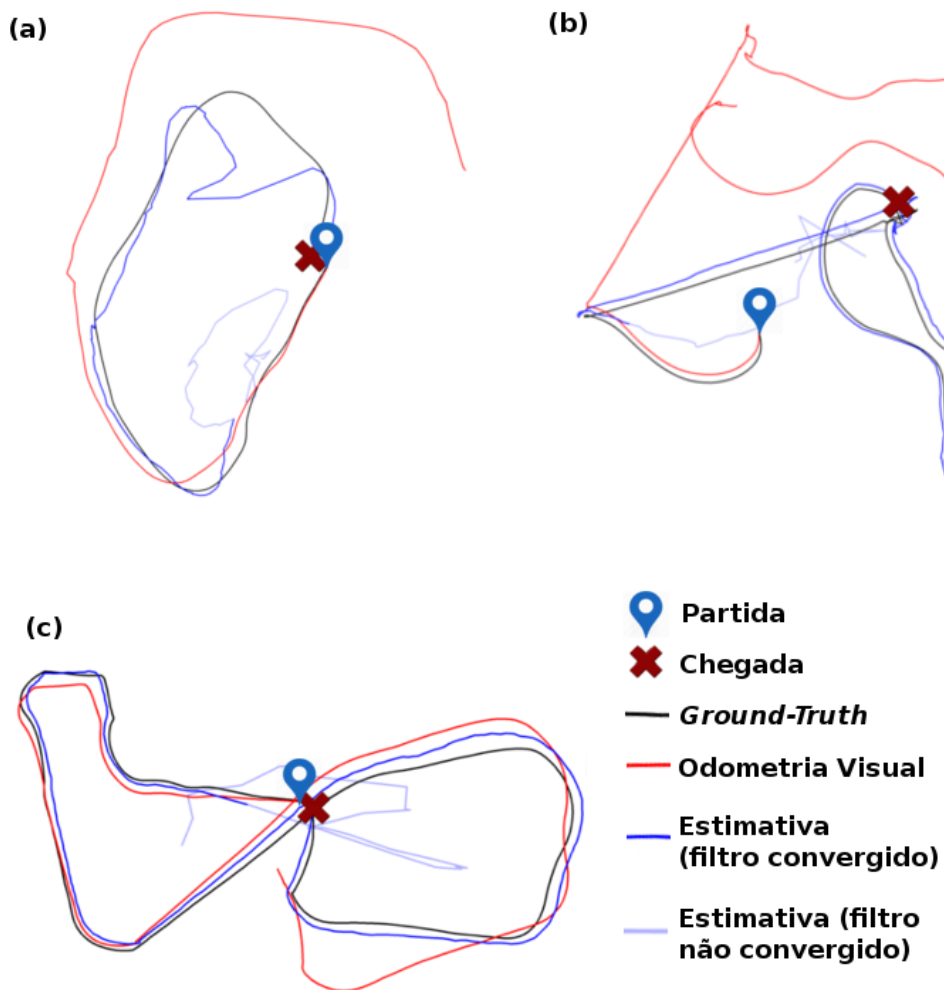 (a)
(b)
(c)
Partida
Chegada
Ground-Truth
Odometria Visual
Estimativa
(filtro convergido)
Estimativa (filtro
não convergido)